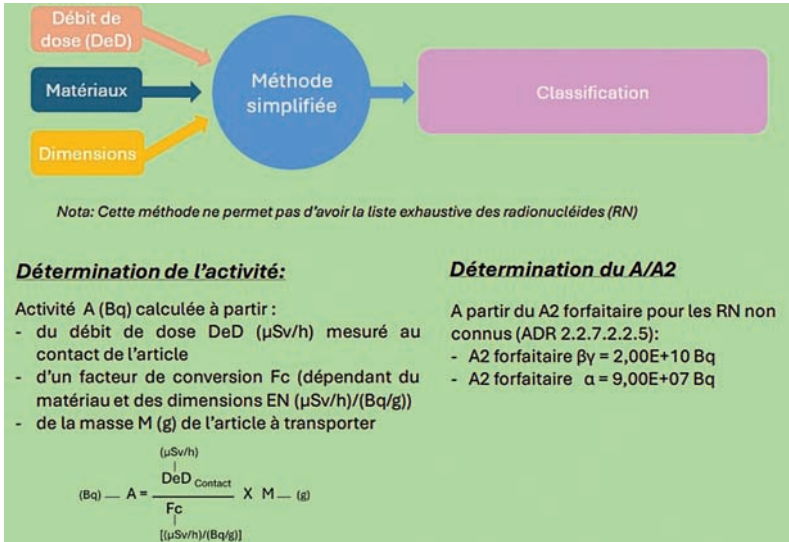 Débit de
dose (DeD)
Matériaux
Dimensions
Méthode
simplifiée
Classification
Nota: Cette méthode ne permet pas d'avoir la liste exhaustive des radionucléides (RN)
Détermination de l'activité:
Activité A (Bq) calculée à partir :
- du débit de dose DeD (µSv/h) mesuré au
contact de l'article
- d'un facteur de conversion Fc (dépendant du
matériau et des dimensions EN (µSv/h)/(Bq/g))
- de la masse M (g) de l'article à transporter
(µSv/h)
(Bq) — A = DeD Contact X M — (g)
Fc
[(µSv/h)/(Bq/g)]
Détermination du A/A2
A partir du A2 forfaitaire pour les RN non
connus (ADR 2.2.7.2.2.5):
- A2 forfaitaire βγ = 2,00E+10 Bq
- A2 forfaitaire α = 9,00E+07 Bq